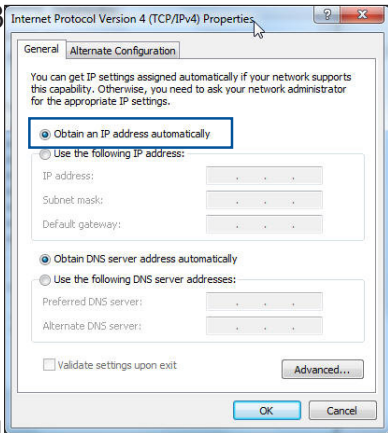 Internet Protocol Version 4 (TCP/IPv4) Properties
General
Alternate Configuration
You can get IP settings assigned automatically if your network supports
this capability. Otherwise, you need to ask your network administrator
for the appropriate IP settings.
Obtain an IP address automatically
Use the following IP address:
IP address:
Subnet mask:
Default gateway:
Obtain DNS server address automatically
Use the following DNS server addresses:
Preferred DNS server:
Alternate DNS server:
Validate settings upon exit
Advanced...
OK
Cancel